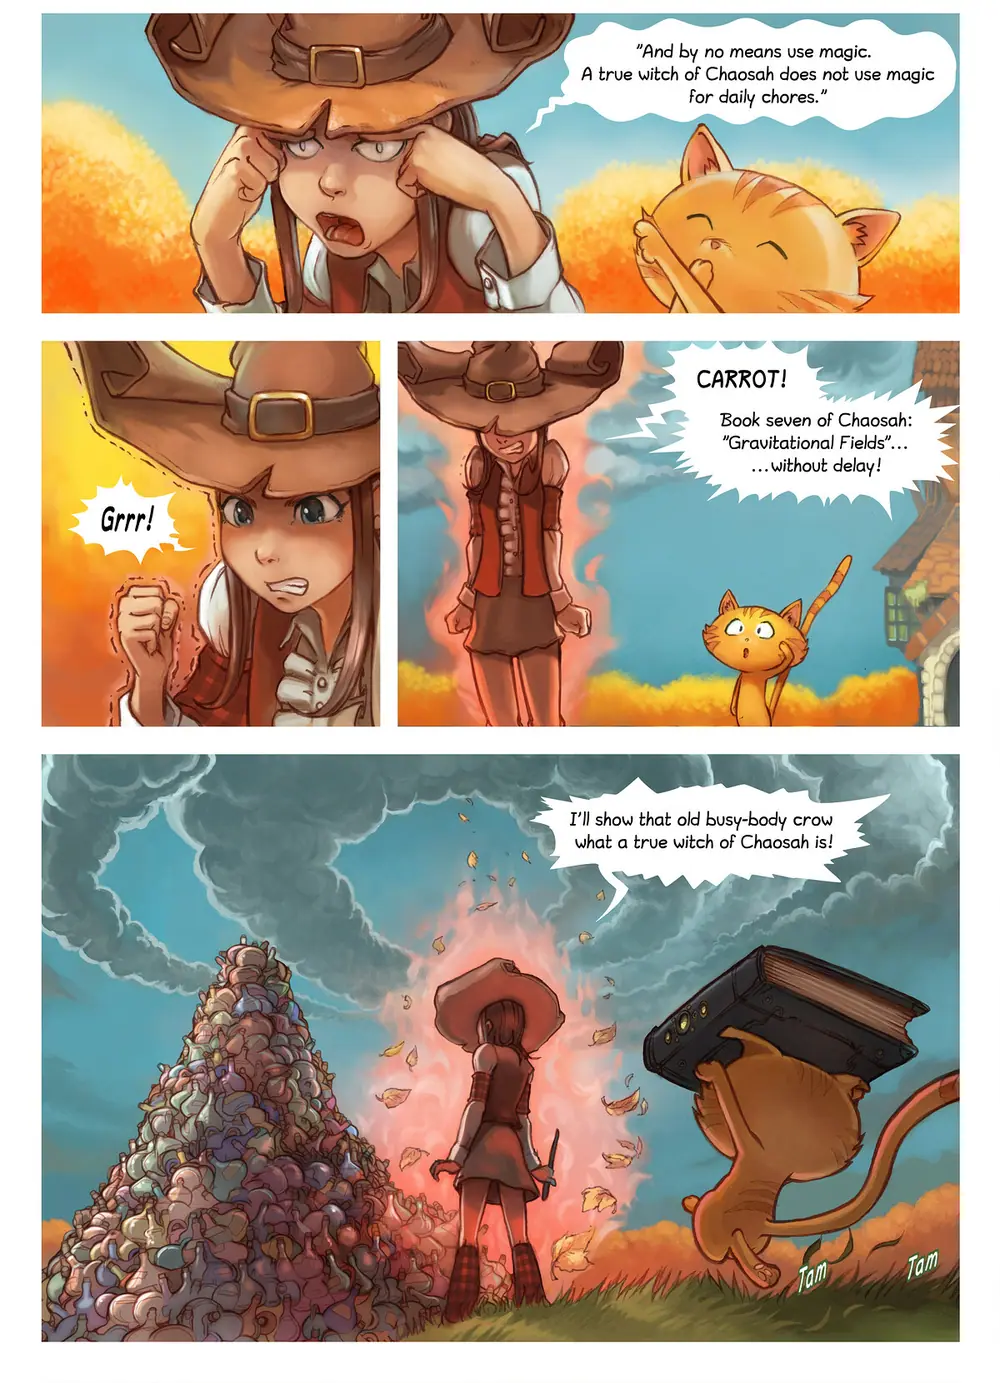 "And by no means use magic.
A true witch of Chaosah does not use magic
for daily chores."
Grrr!
CARROT!
Book seven of Chaosah:
"Gravitational Fields"...
...without delay!
I'll show that old busy-body crow
what a true witch of Chaosah is!
Tam
Tam